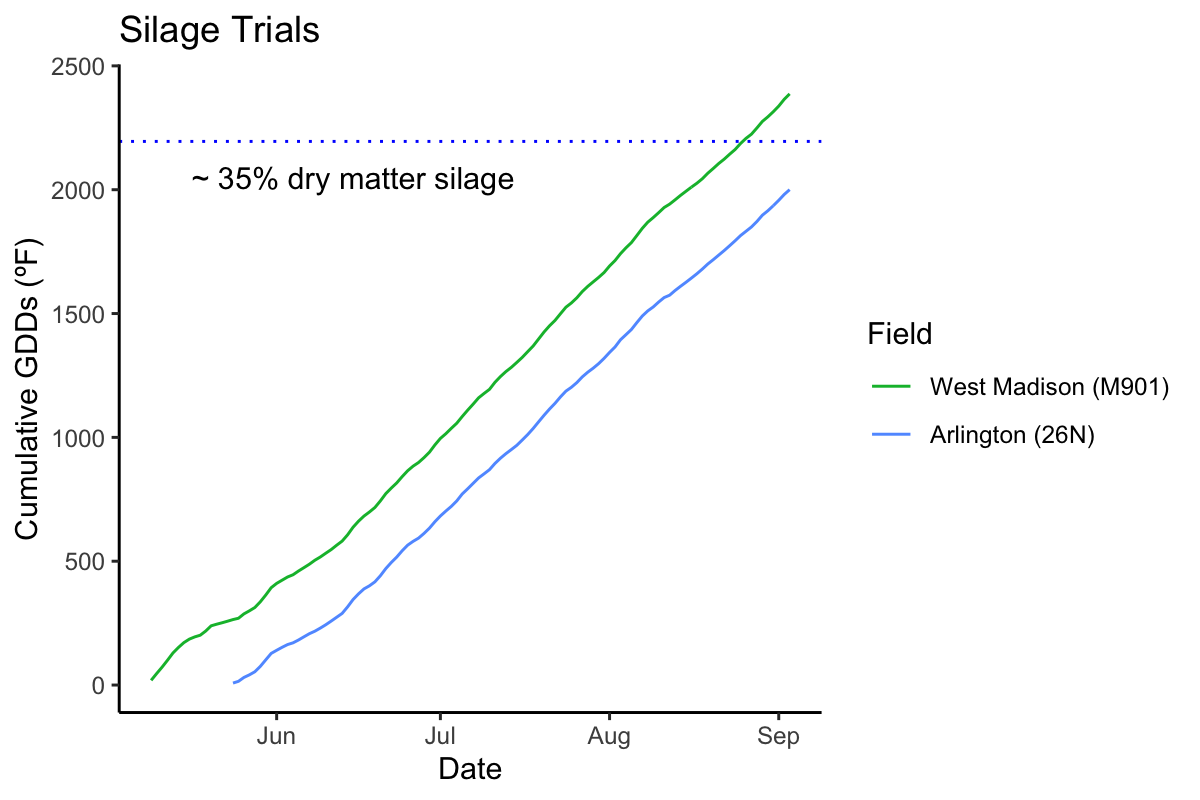 Silage Trials
2500
2000
1500
1000
500
0
Cumulative GDDs (ºF)
~ 35% dry matter silage
Jun Jul Aug Sep
Date
Field
West Madison (M901)
Arlington (26N)